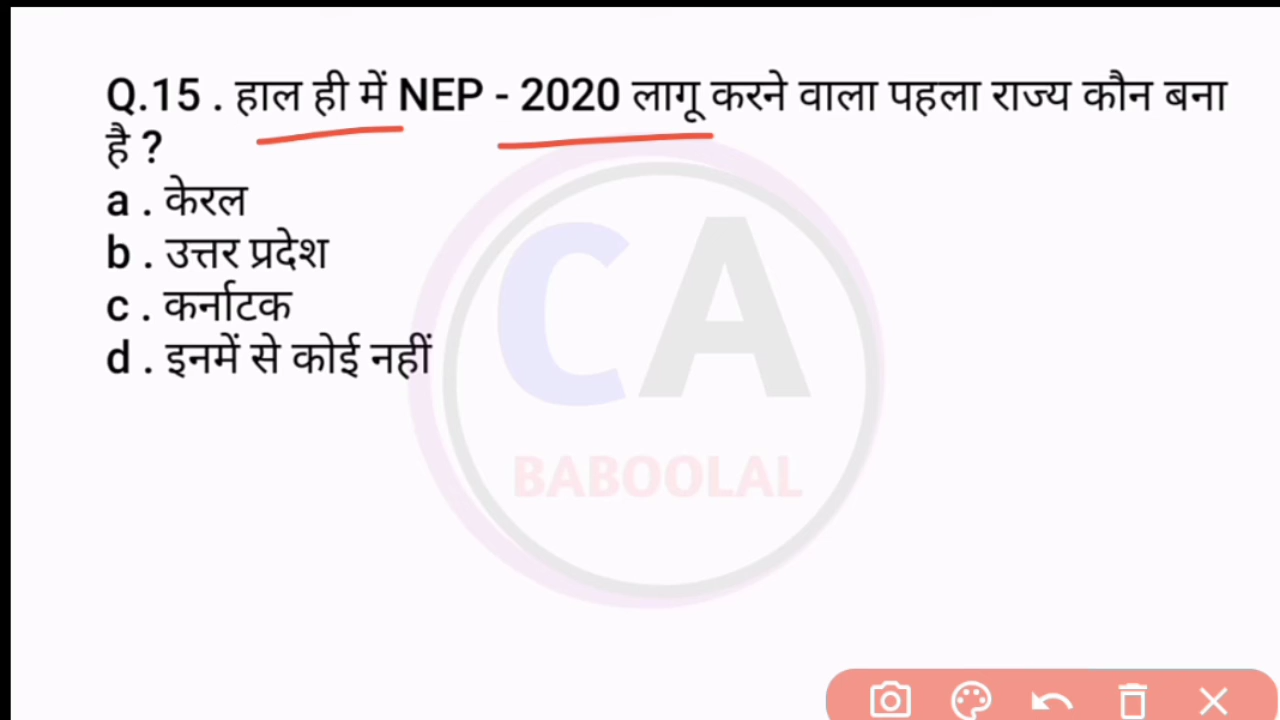 Q.15 . हाल ही में NEP - 2020 लागू करने वाला पहला राज्य कौन बना
है ?
a . केरल
b . उत्तर प्रदेश
c . कर्नाटक
d . इनमें से कोई नहीं
CA
BABOOLAL